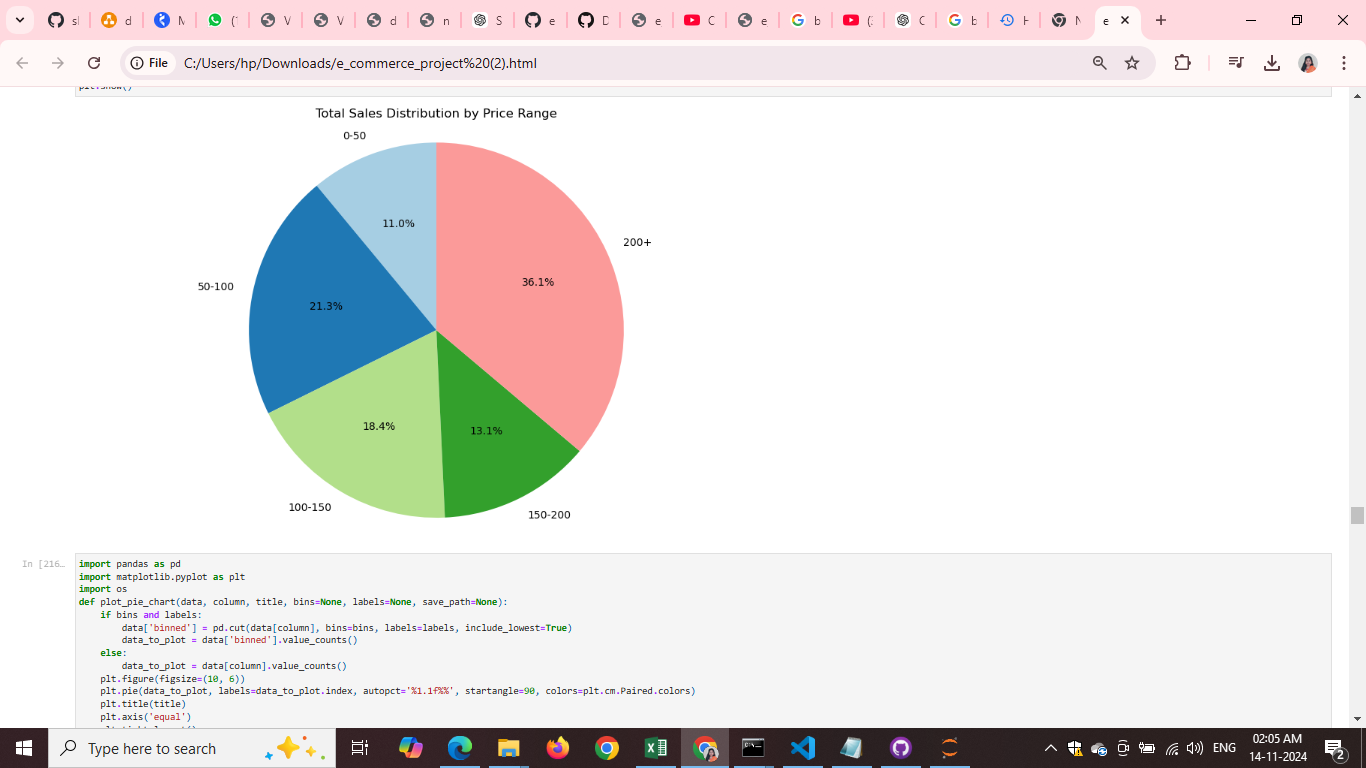 sl
d
M
(1
V
V
d
n
S
e
D
e
C
e
b
(2
C
b
H
N
e
File
C:/Users/hp/Downloads/e_commerce_project%20(2).html
plt.show()
Total Sales Distribution by Price Range
0-50
11.0%
200+
36.1%
50-100
21.3%
18.4%
13.1%
100-150
150-200
In [216…
import pandas as pd
import matplotlib.pyplot as plt
import os
def plot_pie_chart(data, column, title, bins=None, labels=None, save_path=None):
    if bins and labels:
        data['binned'] = pd.cut(data[column], bins=bins, labels=labels, include_lowest=True)
        data_to_plot = data['binned'].value_counts()
    else:
        data_to_plot = data[column].value_counts()
    plt.figure(figsize=(10, 6))
    plt.pie(data_to_plot, labels=data_to_plot.index, autopct='%1.1f%%', startangle=90, colors=plt.cm.Paired.colors)
    plt.title(title)
    plt.axis('equal')
Type here to search
ENG
02:05 AM
14-11-2024
2